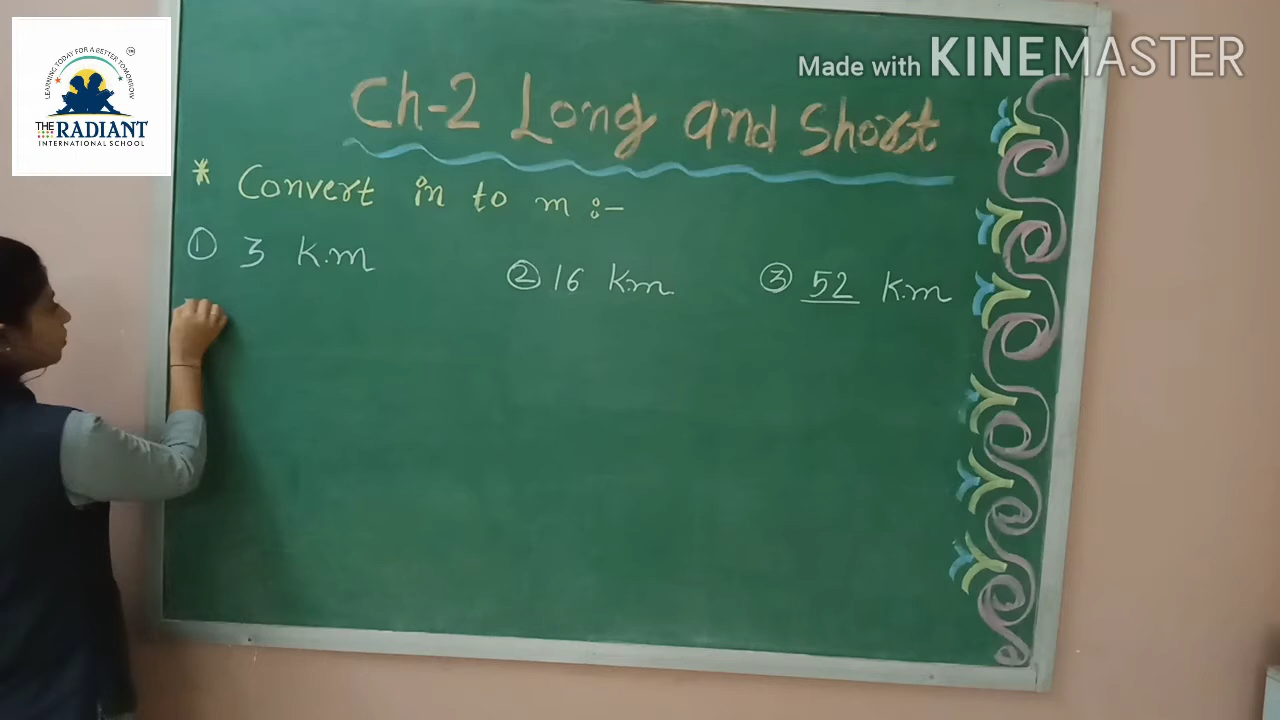 LEARNING TODAY FOR A BETTER TOMORROW
THE RADIANT
INTERNATIONAL SCHOOL
Made with KINEMASTER
Ch-2 Long and Short
* Convert in to m :-
① 3 K.m
② 16 K.m
③ 52 K.m